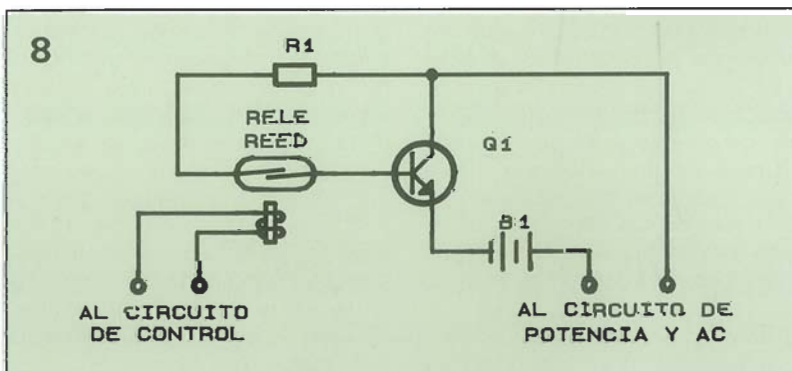 8
R1
RELE
REED
Q1
B1
AL CIRCUITO
DE CONTROL
AL CIRCUITO DE
POTENCIA Y AC